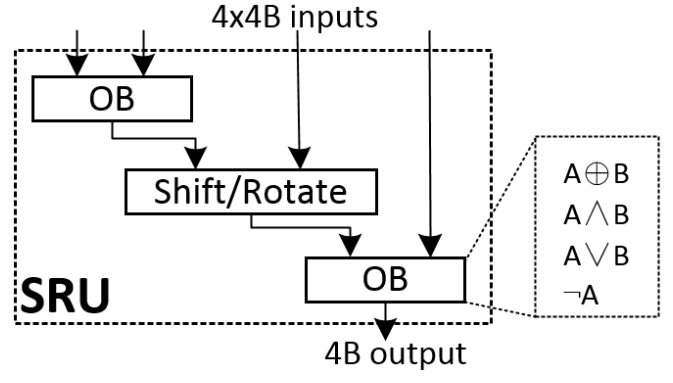 4x4B inputs
OB
Shift/Rotate
OB
SRU
A⊕B
A∧B
A∨B
¬A
4B output